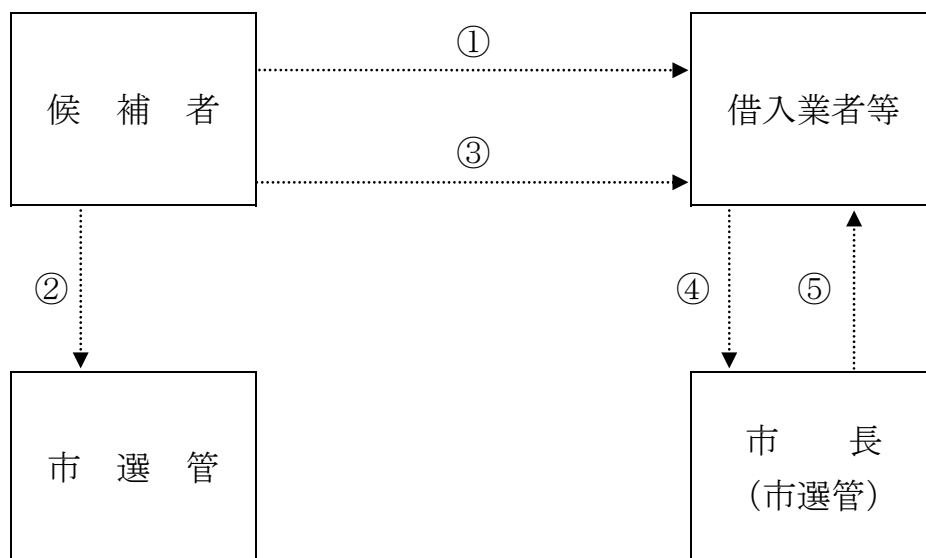 ①
候　補　者
借入業者等
③
②
④
⑤
市　選　管
市　　長
（市選管）